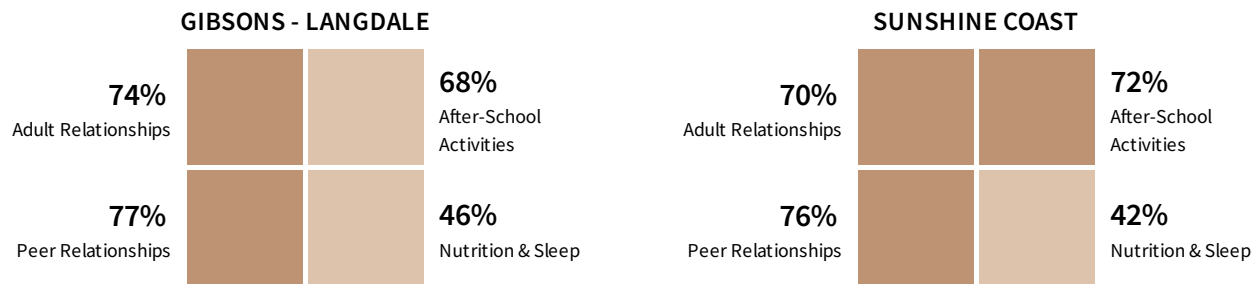 GIBSONS - LANGDALE
74%
Adult Relationships
68%
After-School
Activities
77%
Peer Relationships
46%
Nutrition & Sleep
SUNSHINE COAST
70%
Adult Relationships
72%
After-School
Activities
76%
Peer Relationships
42%
Nutrition & Sleep